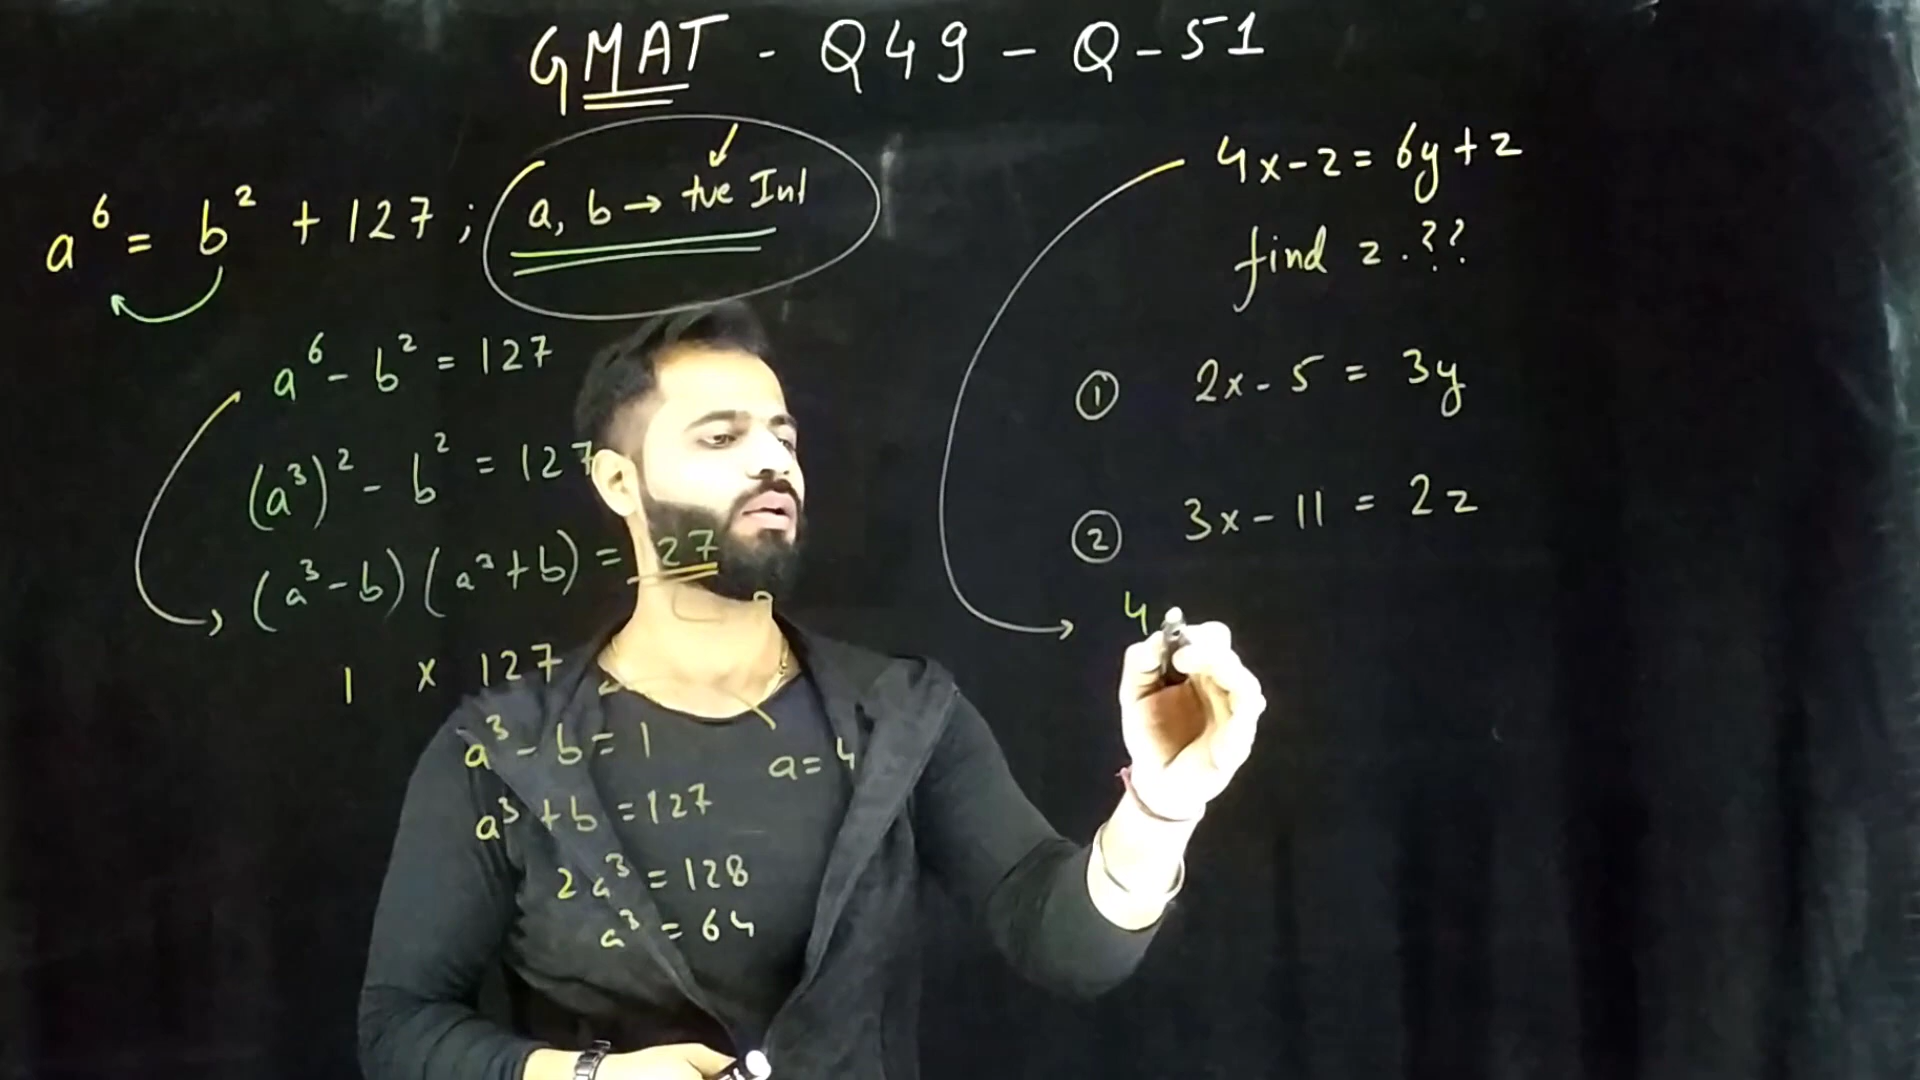 GMAT - Q49 - Q-51
a⁶ = b² + 127 ; a, b → +ve Int
a⁶ - b² = 127
(a³)² - b² = 127
(a³-b)(a³+b) = 127
1 x 127
a³ - b = 1
a = 4
a³ + b = 127
2a³ = 128
a³ = 64
4x-2 = 6y+z
find z.??
① 2x - 5 = 3y
② 3x - 11 = 2z
4